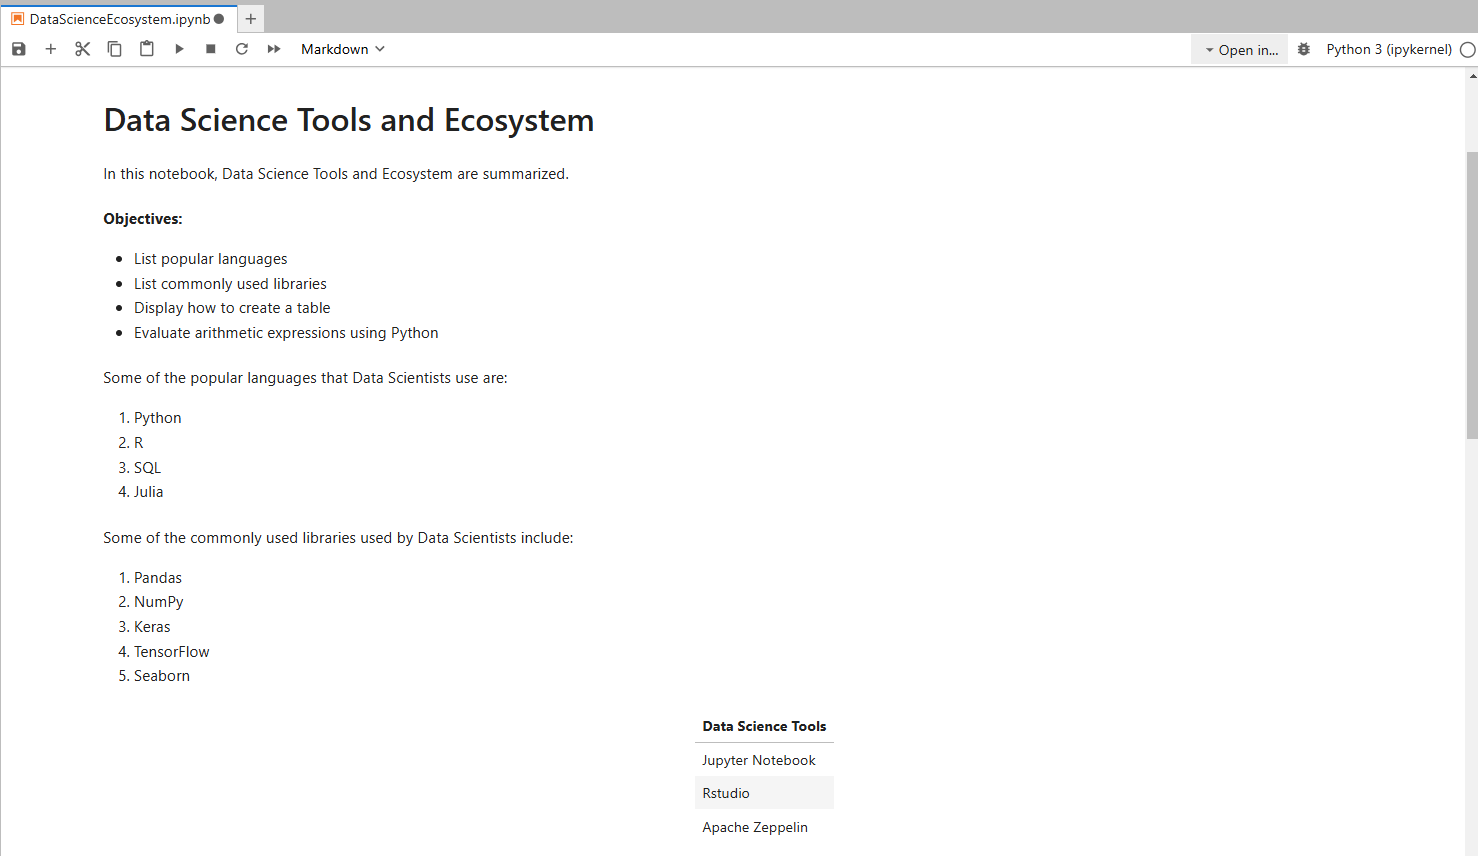 DataScienceEcosystem.ipynb
Markdown
Open in...
Python 3 (ipykernel)
Data Science Tools and Ecosystem
In this notebook, Data Science Tools and Ecosystem are summarized.
Objectives:
List popular languages
List commonly used libraries
Display how to create a table
Evaluate arithmetic expressions using Python
Some of the popular languages that Data Scientists use are:
1. Python
2. R
3. SQL
4. Julia
Some of the commonly used libraries used by Data Scientists include:
1. Pandas
2. NumPy
3. Keras
4. TensorFlow
5. Seaborn
Data Science Tools
Jupyter Notebook
Rstudio
Apache Zeppelin